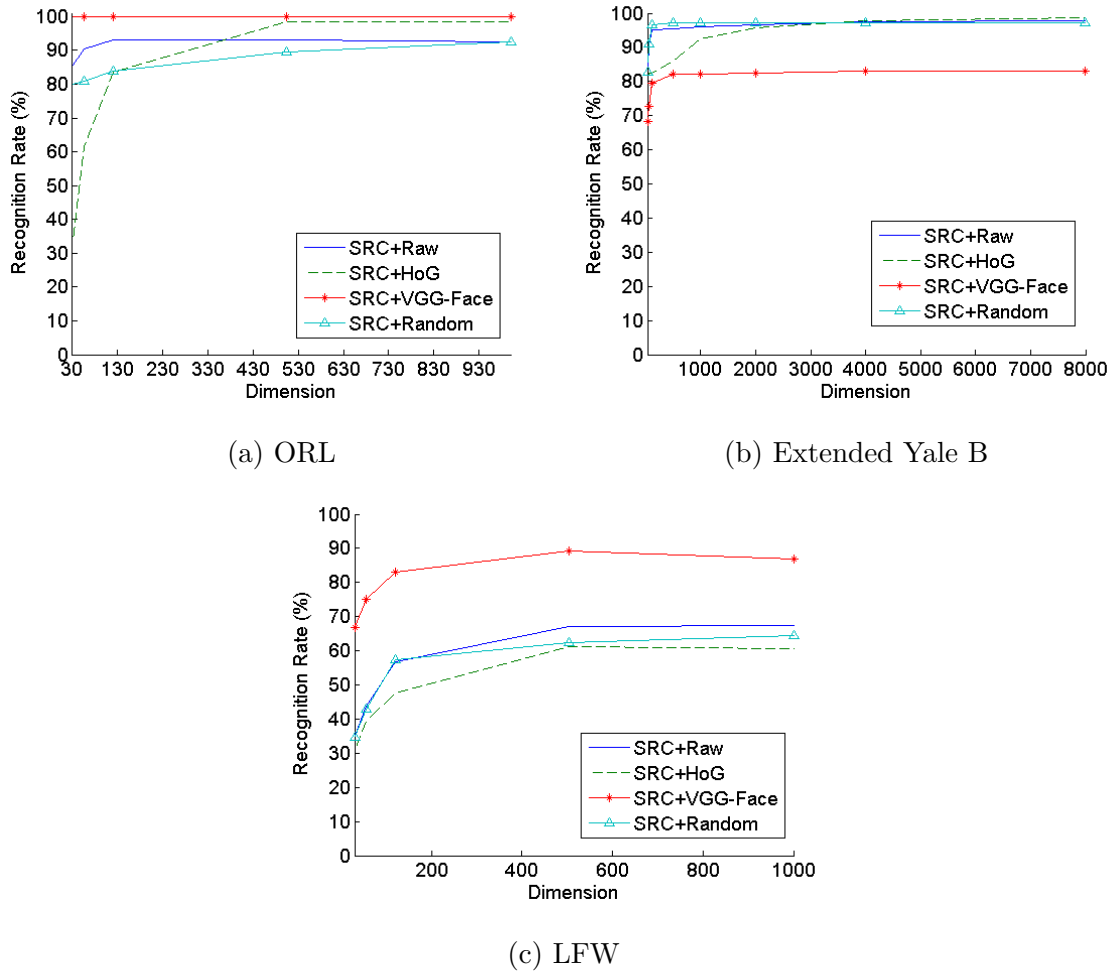 100
90
80
70
60
50
40
30
20
10
0
Recognition Rate (%)
30 130 230 330 430 530 630 730 830 930
Dimension
SRC+Raw
SRC+HoG
SRC+VGG-Face
SRC+Random
(a) ORL
100
90
80
70
60
50
40
30
20
10
0
Recognition Rate (%)
1000 2000 3000 4000 5000 6000 7000 8000
Dimension
SRC+Raw
SRC+HoG
SRC+VGG-Face
SRC+Random
(b) Extended Yale B
100
90
80
70
60
50
40
30
20
10
0
Recognition Rate (%)
200 400 600 800 1000
Dimension
SRC+Raw
SRC+HoG
SRC+VGG-Face
SRC+Random
(c) LFW